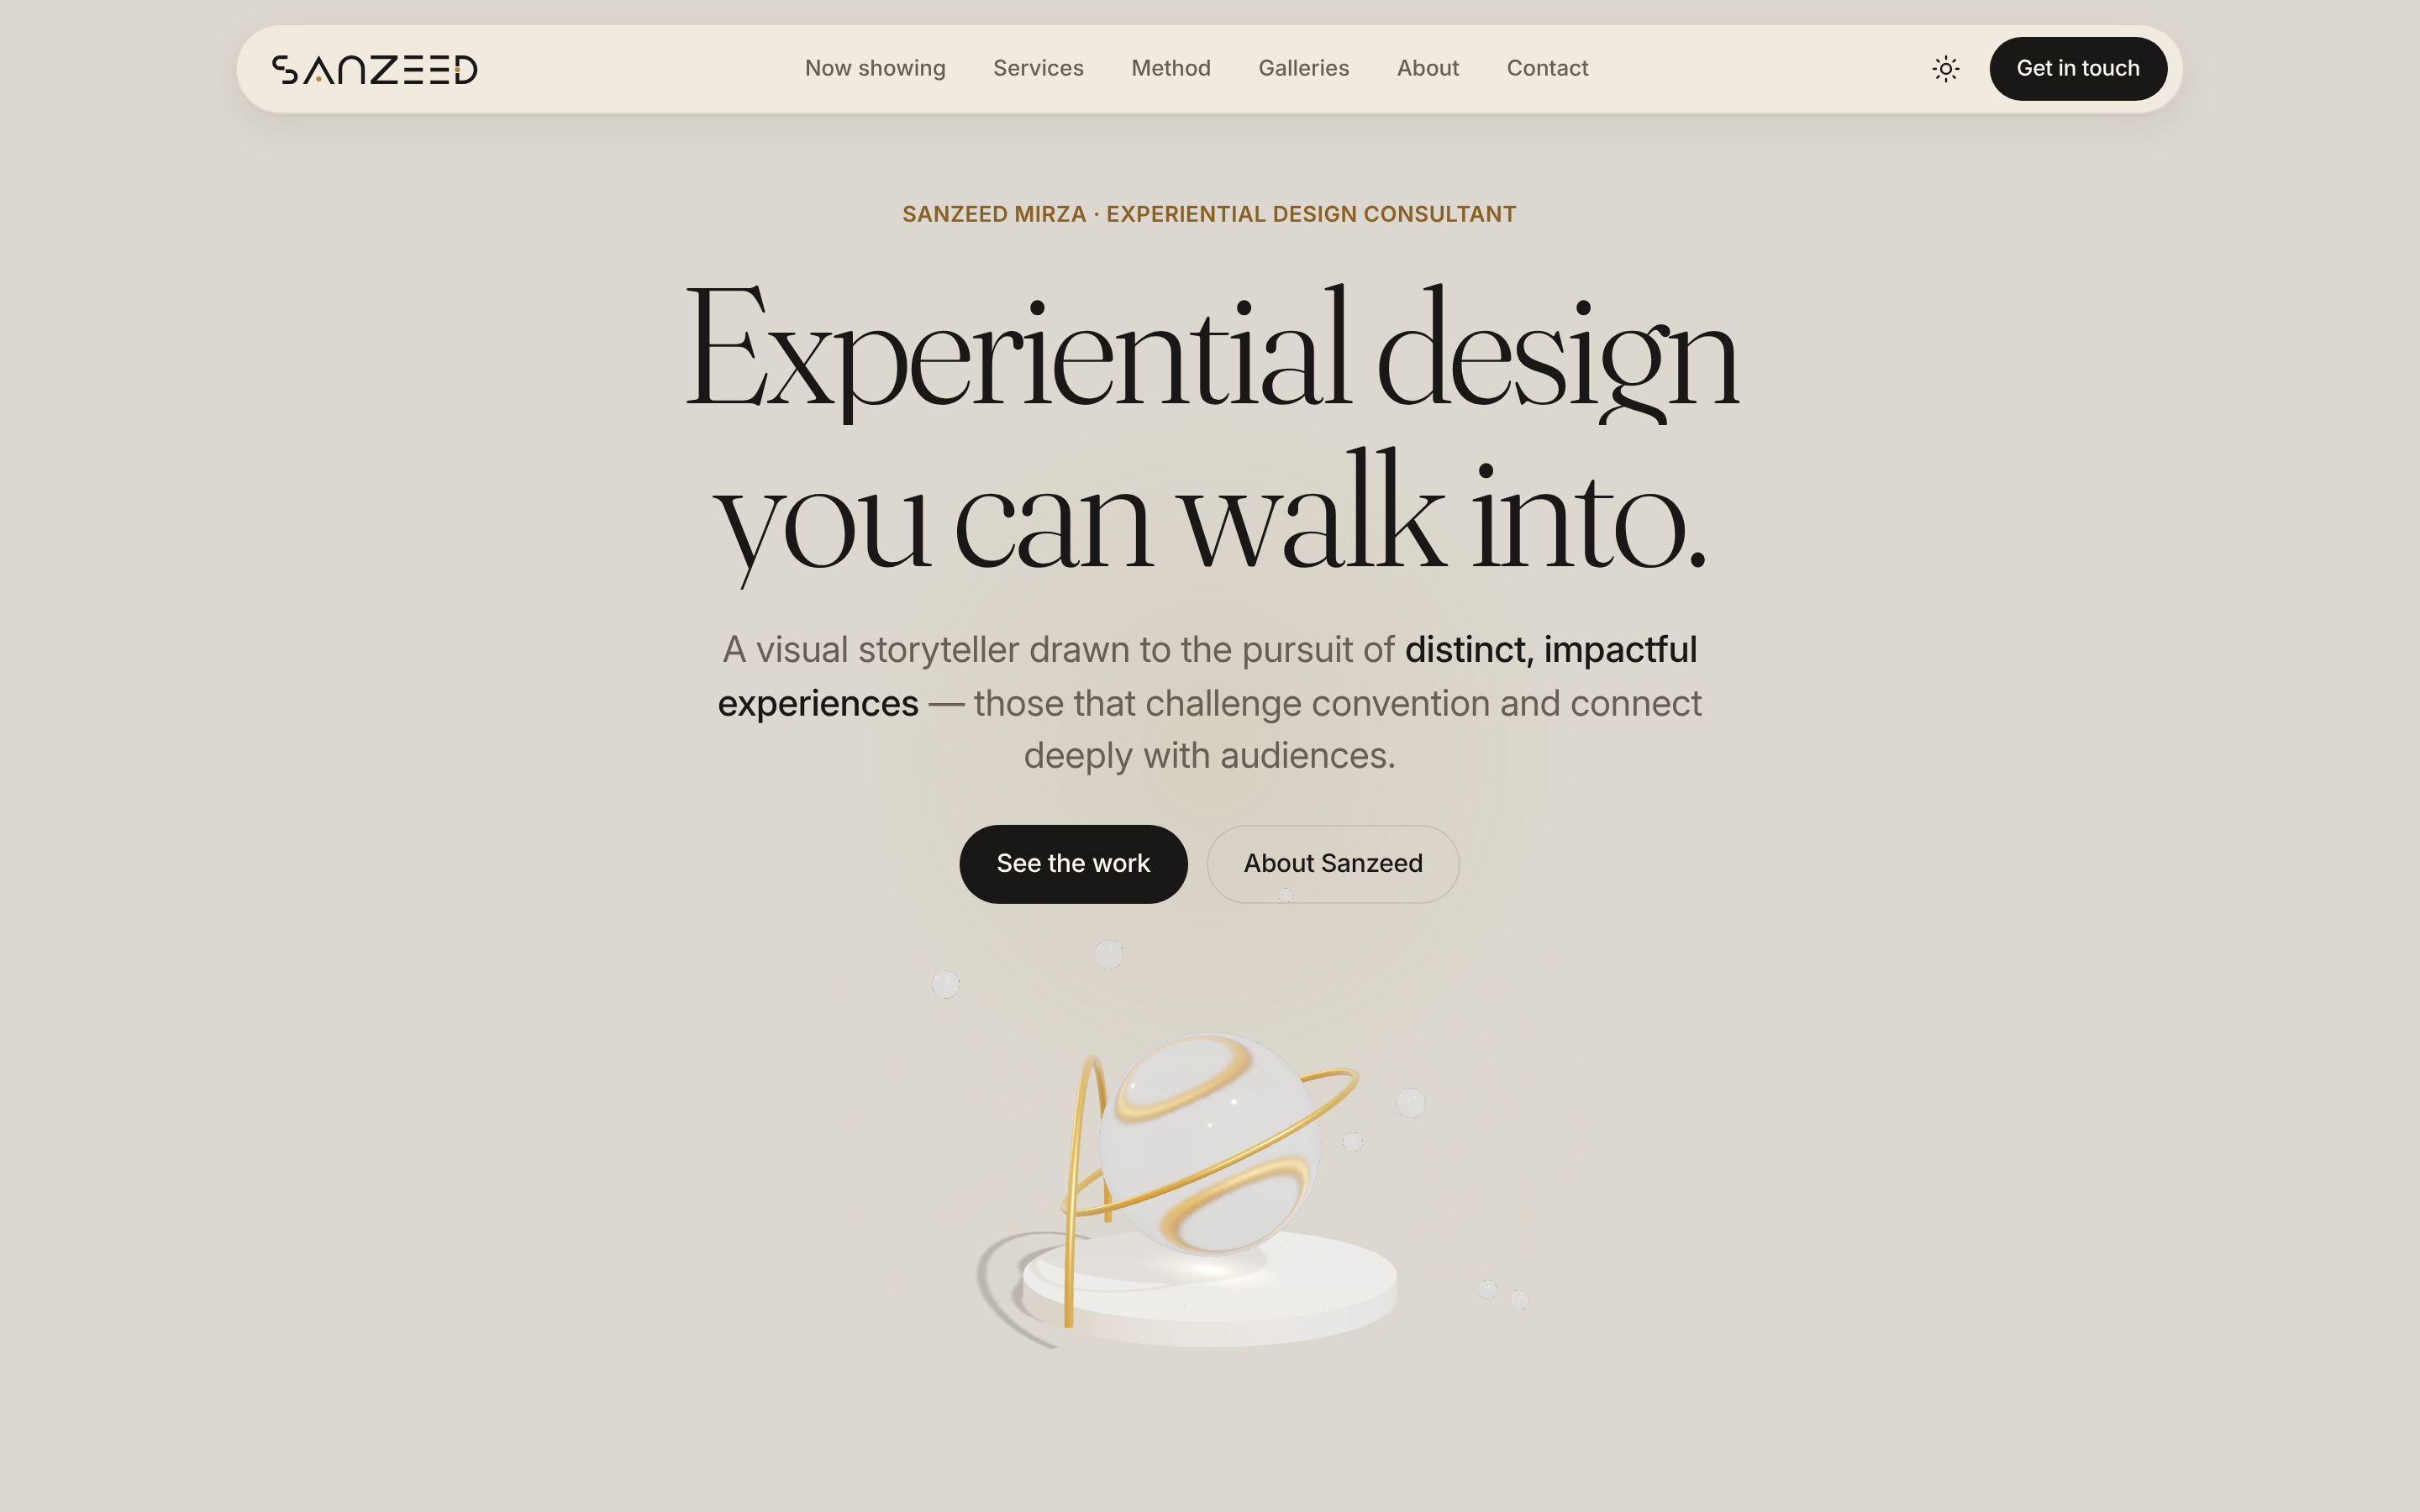 SANZEED
Now showing
Services
Method
Galleries
About
Contact
Get in touch
SANZEED MIRZA · EXPERIENTIAL DESIGN CONSULTANT
Experiential design
you can walk into.
A visual storyteller drawn to the pursuit of distinct, impactful
experiences — those that challenge convention and connect
deeply with audiences.
See the work
About Sanzeed